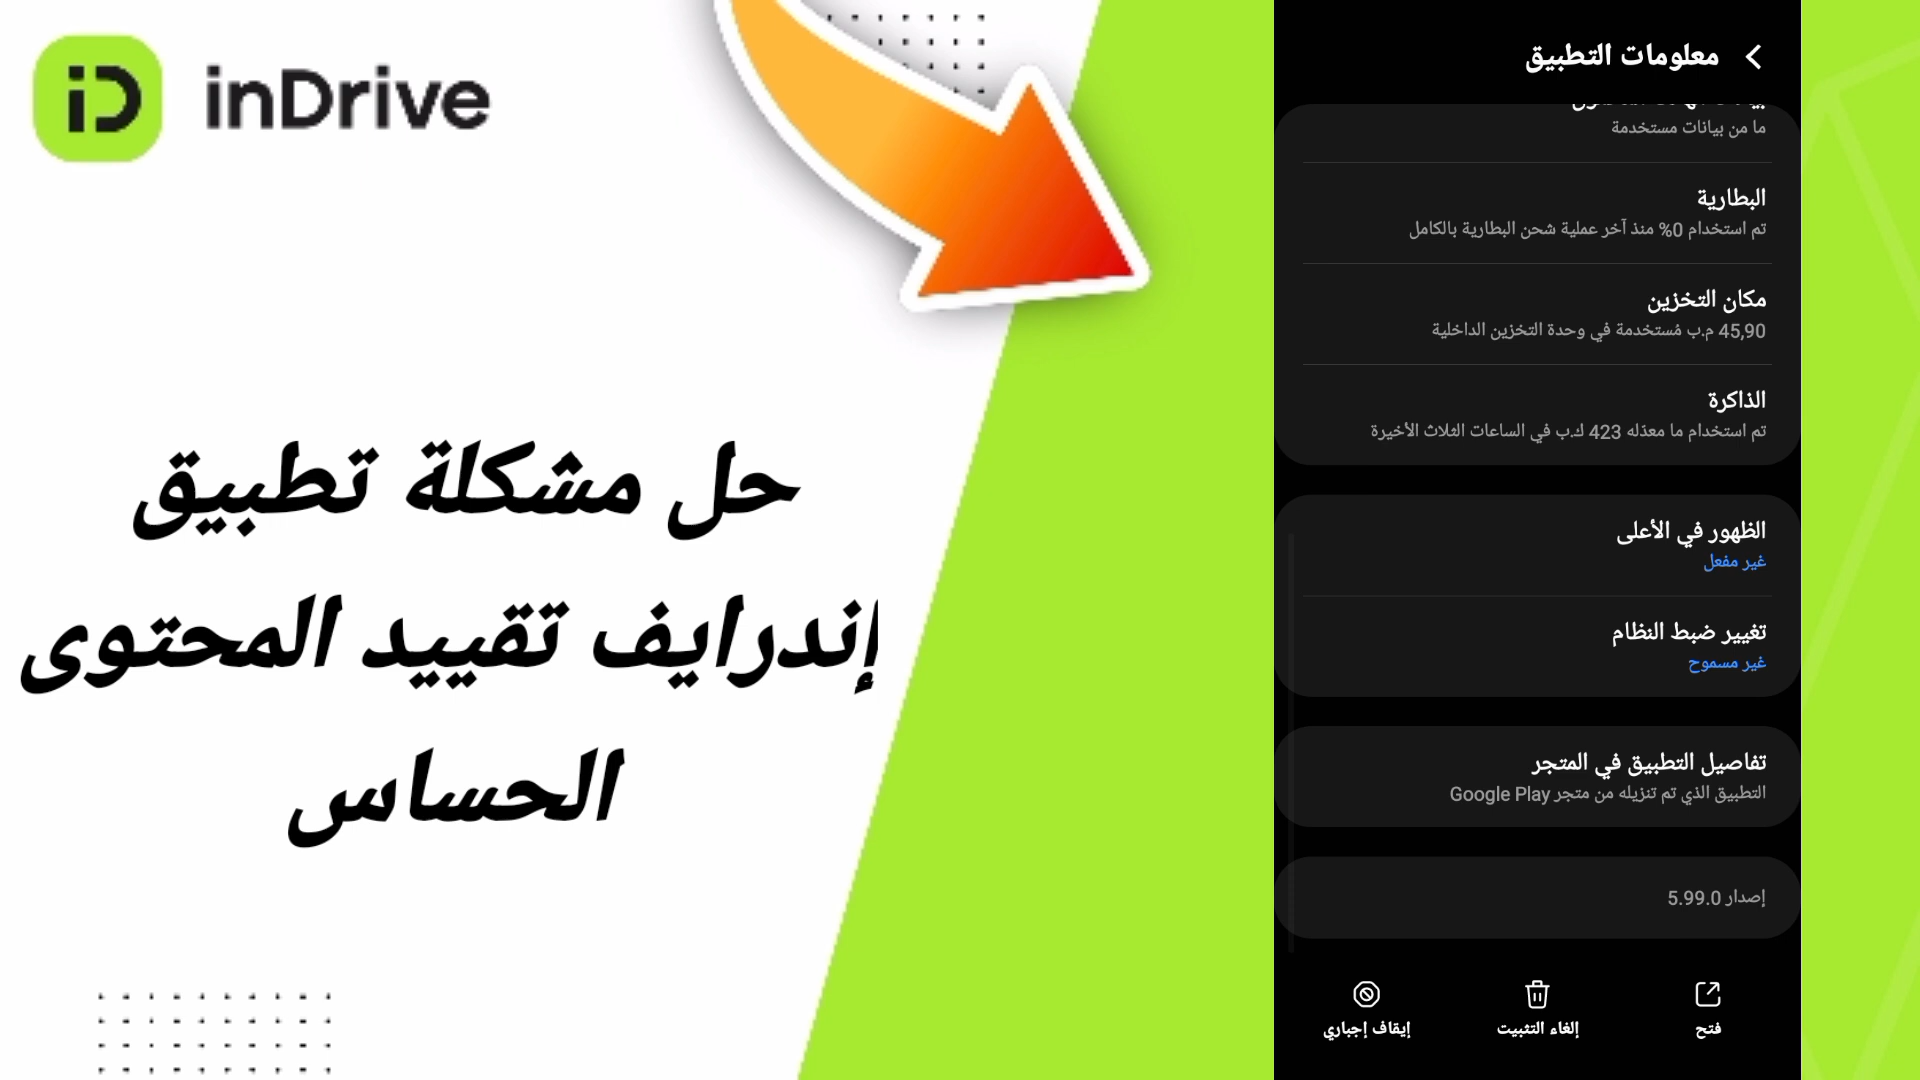 inDrive
حل مشكلة تطبيق
إندرايف تقييد المحتوى
الحساس
معلومات التطبيق
ما من بيانات مستخدمة
البطارية
تم استخدام 0% منذ آخر عملية شحن البطارية بالكامل
مكان التخزين
45,90 م.ب مُستخدمة في وحدة التخزين الداخلية
الذاكرة
تم استخدام ما معدّله 423 ك.ب في الساعات الثلاث الأخيرة
الظهور في الأعلى
غير مفعل
تغيير ضبط النظام
غير مسموح
تفاصيل التطبيق في المتجر
التطبيق الذي تم تنزيله من متجر Google Play
إصدار 5.99.0
فتح
إلغاء التثبيت
إيقاف إجباري